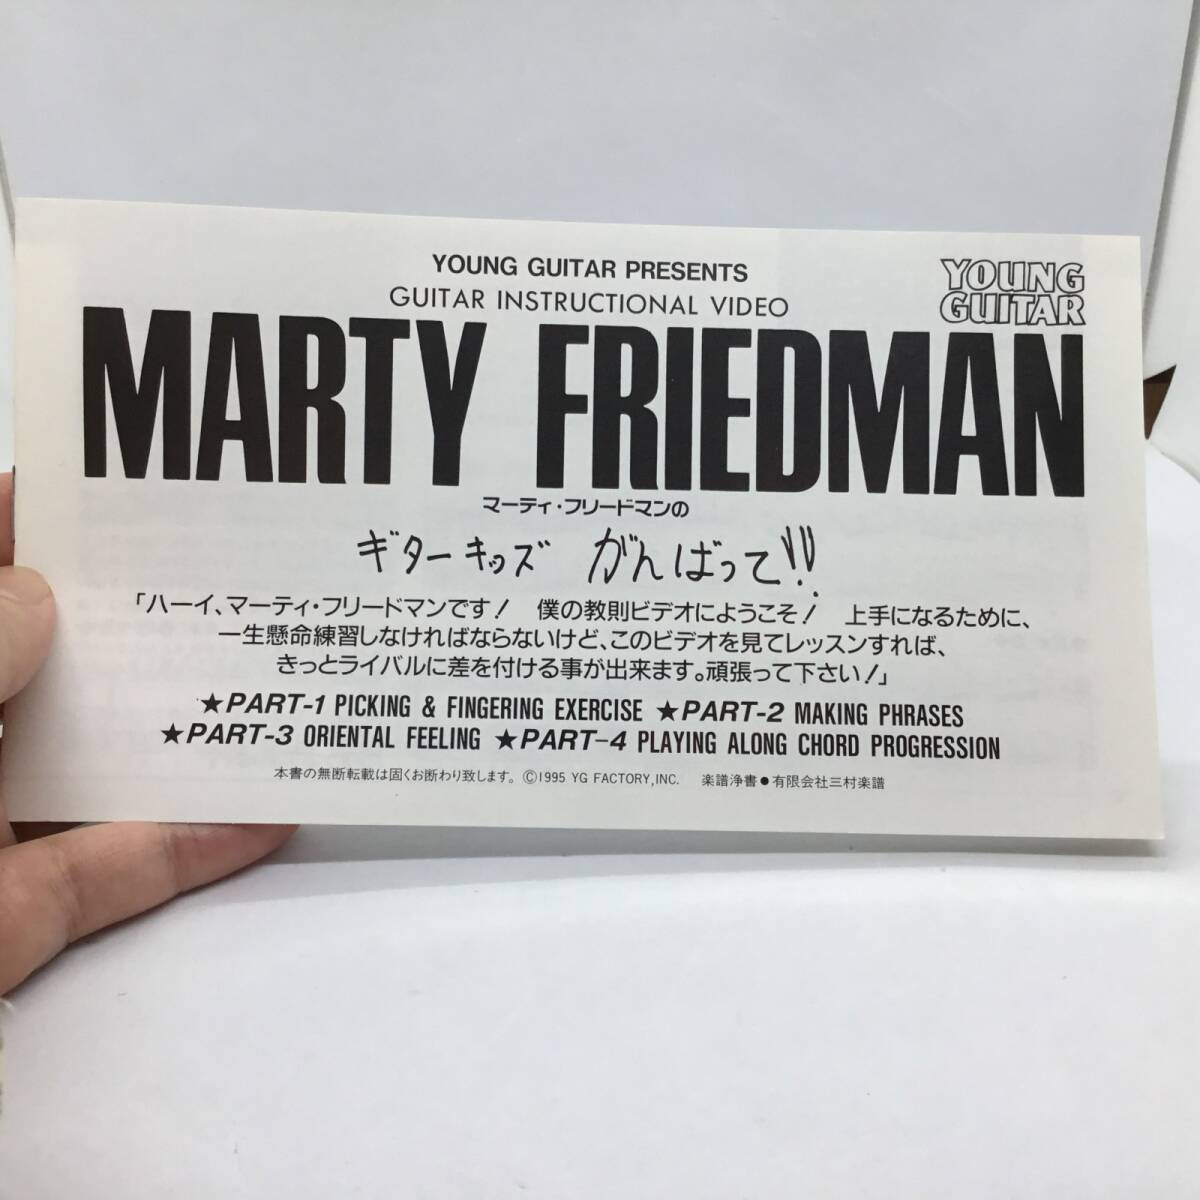 YOUNG GUITAR PRESENTS
GUITAR INSTRUCTIONAL VIDEO
YOUNG
GUITAR
MARTY FRIEDMAN
マーティ・フリードマンの
ギターキッズ がんばって!!
「ハーイ、マーティ・フリードマンです! 僕の教則ビデオにようこそ! 上手になるために、
一生懸命練習しなければならないけど、このビデオを見てレッスンすれば、
きっとライバルに差を付ける事が出来ます。頑張って下さい!」
★PART-1 PICKING & FINGERING EXERCISE ★PART-2 MAKING PHRASES
★PART-3 ORIENTAL FEELING ★PART-4 PLAYING ALONG CHORD PROGRESSION
本書の無断転載は固くお断わり致します。 ©1995 YG FACTORY,INC. 楽譜浄書●有限会社三村楽譜